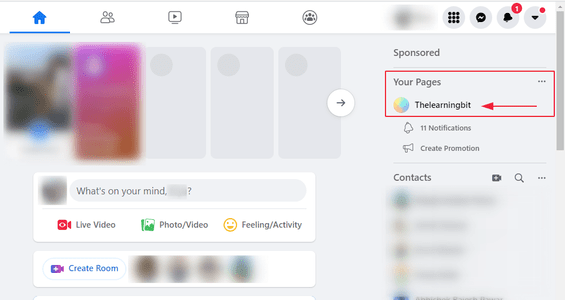 1
Sponsored
Your Pages
Thelearningbit
11 Notifications
Create Promotion
What's on your mind, ?
Live Video
Photo/Video
Feeling/Activity
Contacts
Create Room